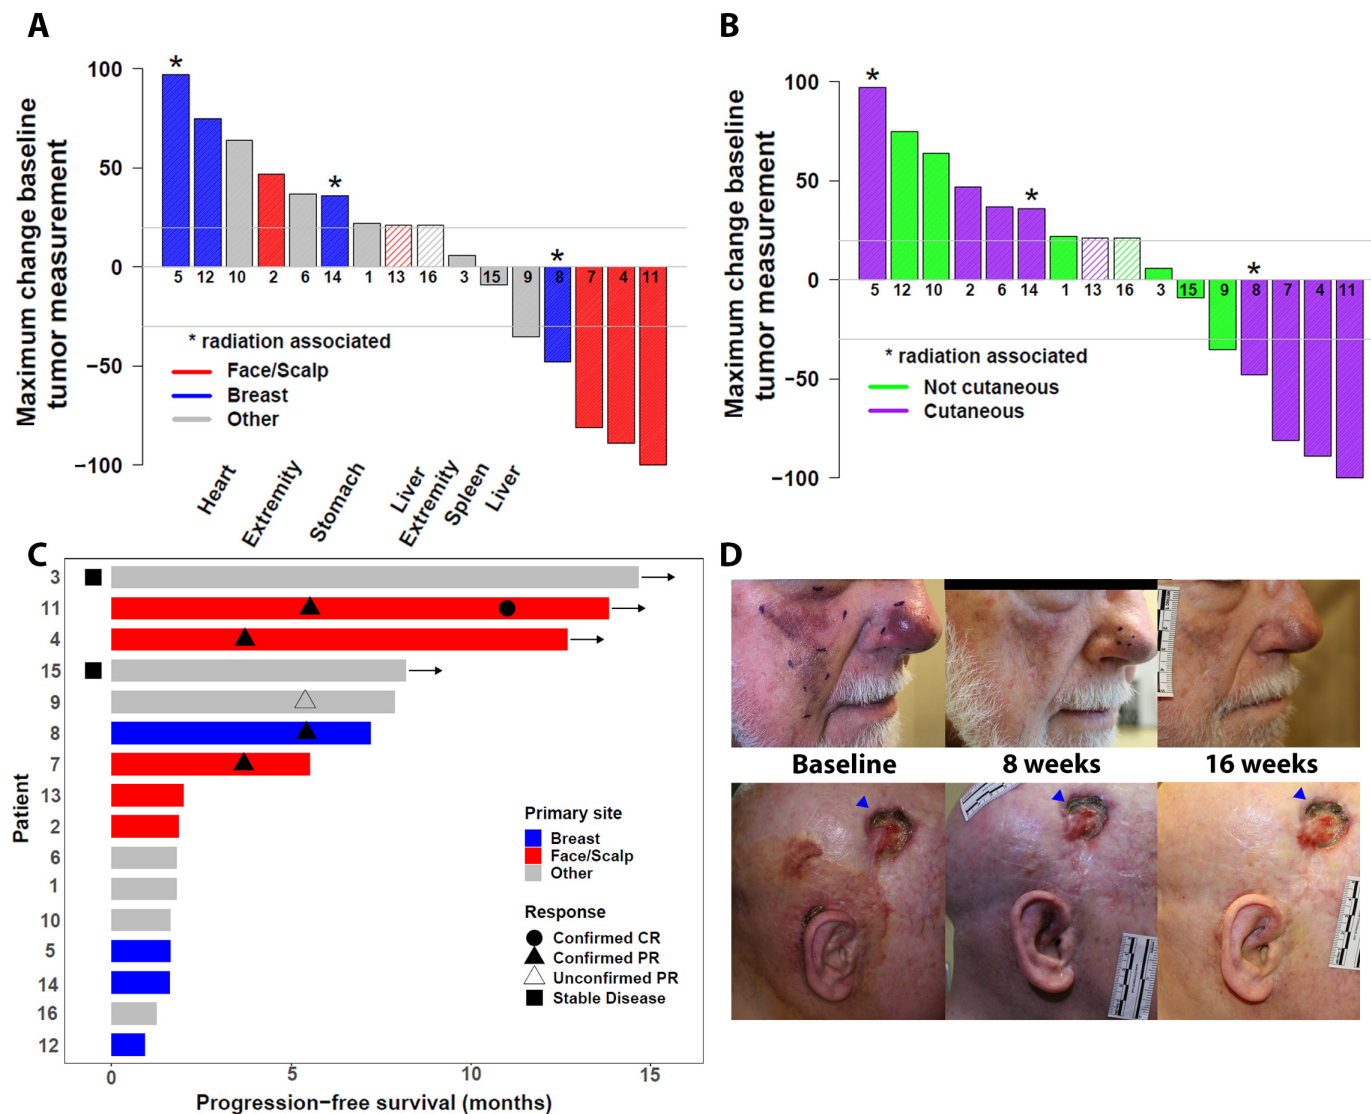 A
Maximum change baseline
tumor measurement
100
50
0
−50
−100
*
*
*
5 12 10 2 6 14 1 13 16 3 15 9 8 7 4 11
* radiation associated
Face/Scalp
Breast
Other
Heart
Extremity
Stomach
Liver
Extremity
Spleen
Liver
B
Maximum change baseline
tumor measurement
100
50
0
−50
−100
*
*
*
5 12 10 2 6 14 1 13 16 3 15 9 8 7 4 11
* radiation associated
Not cutaneous
Cutaneous
C
Patient
3
11
4
15
9
8
7
13
2
6
1
10
5
14
16
12
Primary site
Breast
Face/Scalp
Other
Response
Confirmed CR
Confirmed PR
Unconfirmed PR
Stable Disease
0 5 10 15
Progression−free survival (months)
D
Baseline 8 weeks 16 weeks